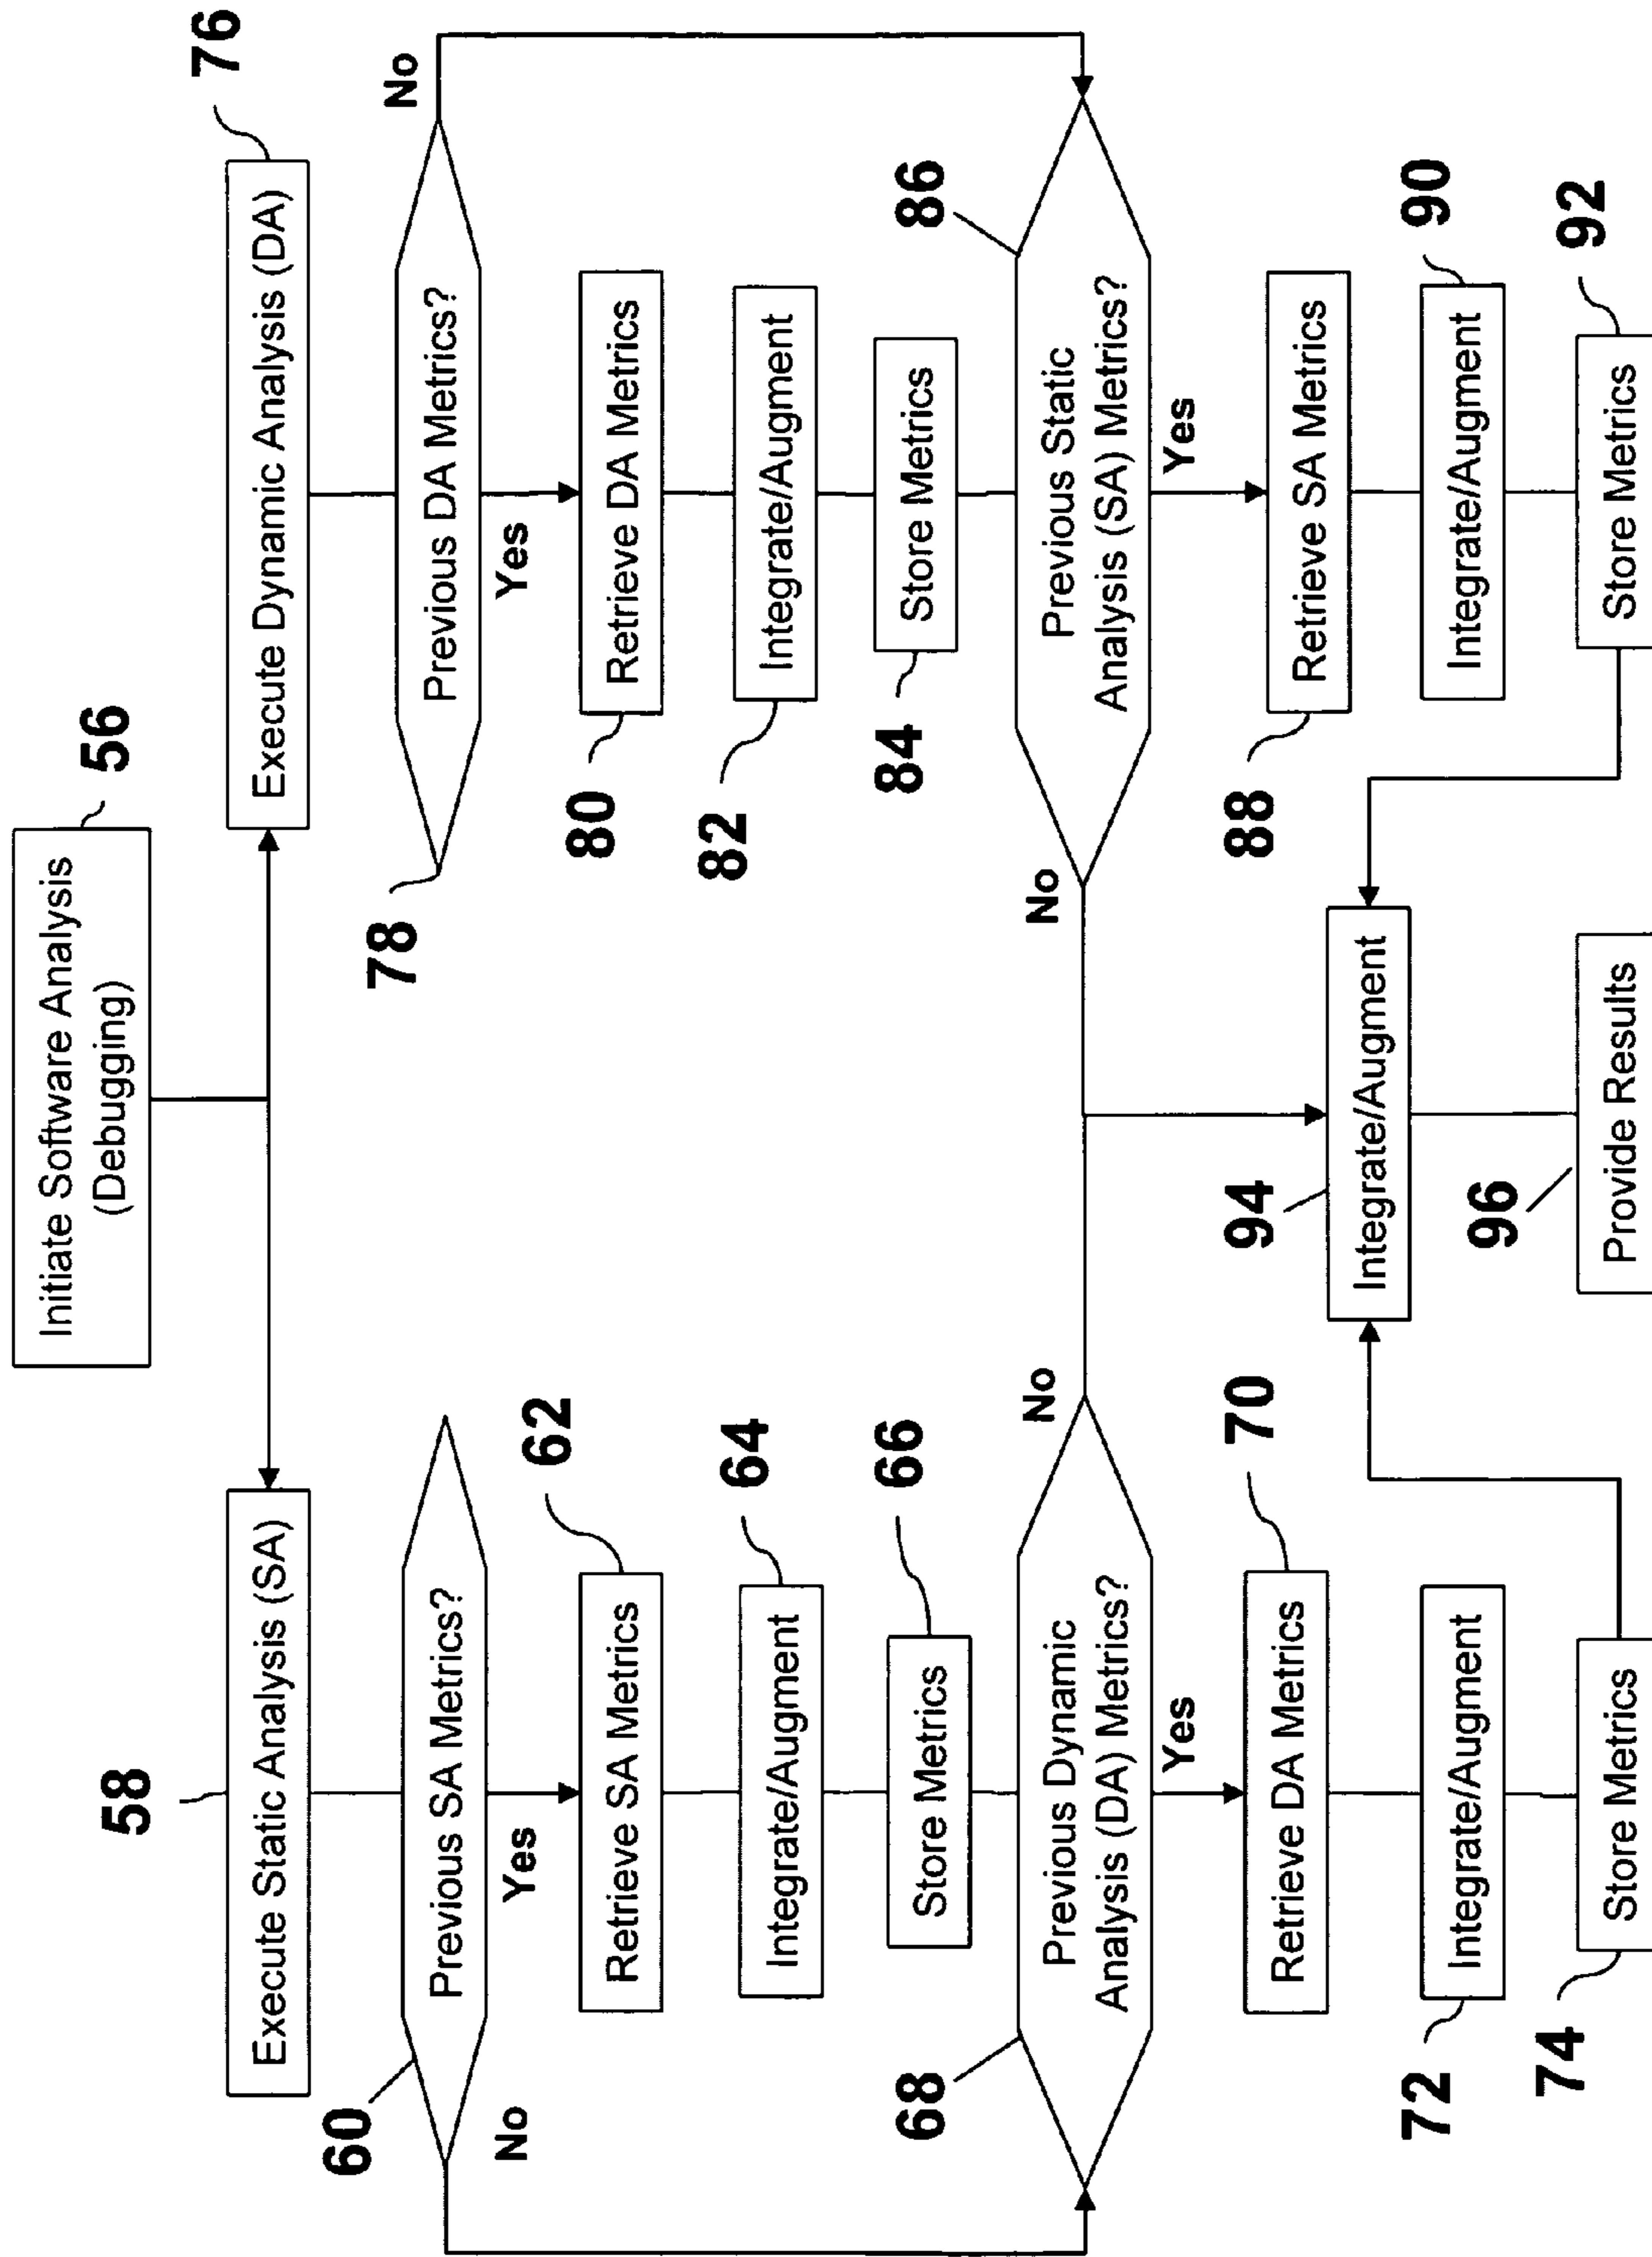 Initiate Software Analysis
(Debugging)
56
58
Execute Static Analysis (SA)
Execute Dynamic Analysis (DA)
76
60
Previous SA Metrics?
No
Yes
78
Previous DA Metrics?
No
Yes
Retrieve SA Metrics
62
80
Retrieve DA Metrics
Integrate/Augment
64
82
Integrate/Augment
Store Metrics
66
84
Store Metrics
68
Previous Dynamic
Analysis (DA) Metrics?
No
Yes
No
Previous Static
Analysis (SA) Metrics?
86
Yes
Retrieve DA Metrics
70
88
Retrieve SA Metrics
94
Integrate/Augment
72
Integrate/Augment
Integrate/Augment
90
74
Store Metrics
96
Provide Results
Store Metrics
92